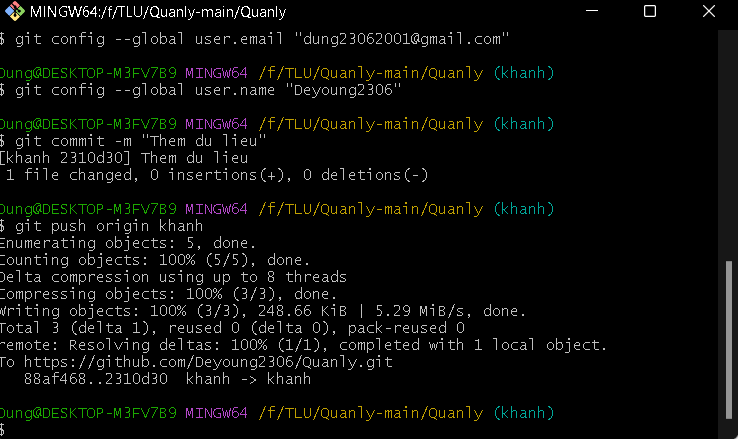 MINGW64:/f/TLU/Quanly-main/Quanly
$ git config --global user.email "dung23062001@gmail.com"
Dung@DESKTOP-M3FV7B9 MINGW64 /f/TLU/Quanly-main/Quanly (khanh)
$ git config --global user.name "Deyoung2306"
Dung@DESKTOP-M3FV7B9 MINGW64 /f/TLU/Quanly-main/Quanly (khanh)
$ git commit -m "Them du lieu"
[khanh 2310d30] Them du lieu
1 file changed, 0 insertions(+), 0 deletions(-)
Dung@DESKTOP-M3FV7B9 MINGW64 /f/TLU/Quanly-main/Quanly (khanh)
$ git push origin khanh
Enumerating objects: 5, done.
Counting objects: 100% (5/5), done.
Delta compression using up to 8 threads
Compressing objects: 100% (3/3), done.
Writing objects: 100% (3/3), 248.66 KiB | 5.29 MiB/s, done.
Total 3 (delta 1), reused 0 (delta 0), pack-reused 0
remote: Resolving deltas: 100% (1/1), completed with 1 local object.
To https://github.com/Deyoung2306/Quanly.git
88af468..2310d30  khanh -> khanh
Dung@DESKTOP-M3FV7B9 MINGW64 /f/TLU/Quanly-main/Quanly (khanh)
$